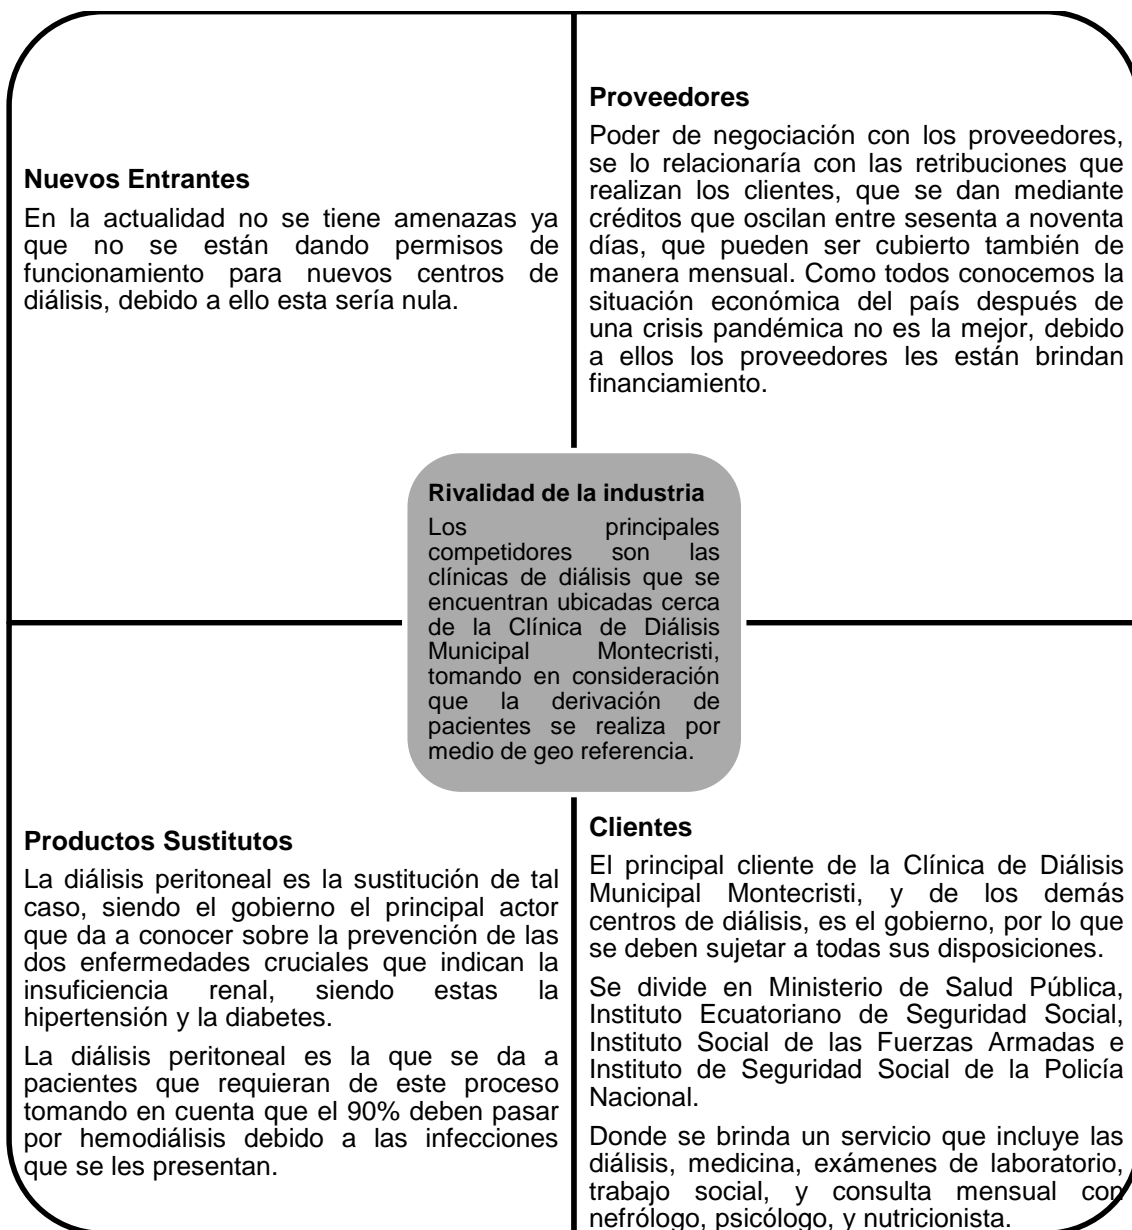 Nuevos Entrantes
En la actualidad no se tiene amenazas ya
que no se están dando permisos de
funcionamiento para nuevos centros de
diálisis, debido a ello esta sería nula.
Proveedores
Poder de negociación con los proveedores,
se lo relacionaría con las retribuciones que
realizan los clientes, que se dan mediante
créditos que oscilan entre sesenta a noventa
días, que pueden ser cubierto también de
manera mensual. Como todos conocemos la
situación económica del país después de
una crisis pandémica no es la mejor, debido
a ellos los proveedores les están brindan
financiamiento.
Rivalidad de la industria
Los principales
competidores son las
clínicas de diálisis que se
encuentran ubicadas cerca
de la Clínica de Diálisis
Municipal Montecristi,
tomando en consideración
que la derivación de
pacientes se realiza por
medio de geo referencia.
Productos Sustitutos
La diálisis peritoneal es la sustitución de tal
caso, siendo el gobierno el principal actor
que da a conocer sobre la prevención de las
dos enfermedades cruciales que indican la
insuficiencia renal, siendo estas la
hipertensión y la diabetes.
La diálisis peritoneal es la que se da a
pacientes que requieran de este proceso
tomando en cuenta que el 90% deben pasar
por hemodiálisis debido a las infecciones
que se les presentan.
Clientes
El principal cliente de la Clínica de Diálisis
Municipal Montecristi, y de los demás
centros de diálisis, es el gobierno, por lo que
se deben sujetar a todas sus disposiciones.
Se divide en Ministerio de Salud Pública,
Instituto Ecuatoriano de Seguridad Social,
Instituto Social de las Fuerzas Armadas e
Instituto de Seguridad Social de la Policía
Nacional.
Donde se brinda un servicio que incluye las
diálisis, medicina, exámenes de laboratorio,
trabajo social, y consulta mensual con
nefrólogo, psicólogo, y nutricionista.